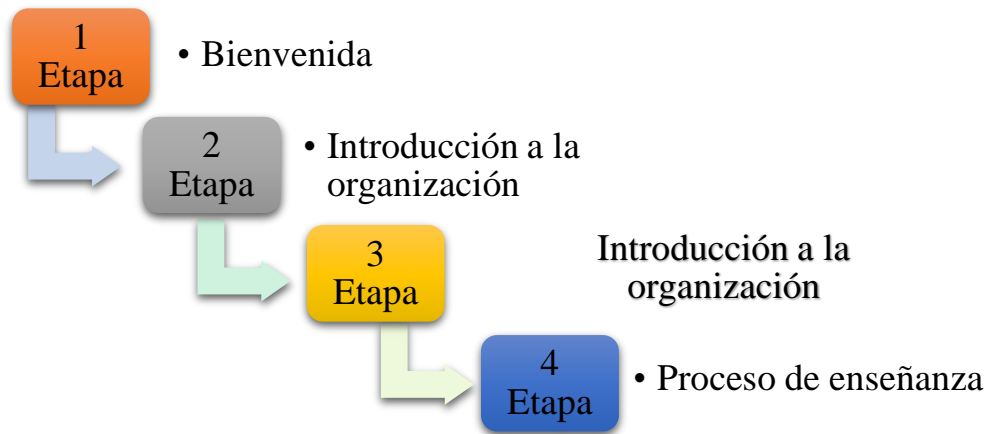 1
Etapa
• Bienvenida
2
Etapa
• Introducción a la
organización
3
Etapa
Introducción a la
organización
4
Etapa
• Proceso de enseñanza